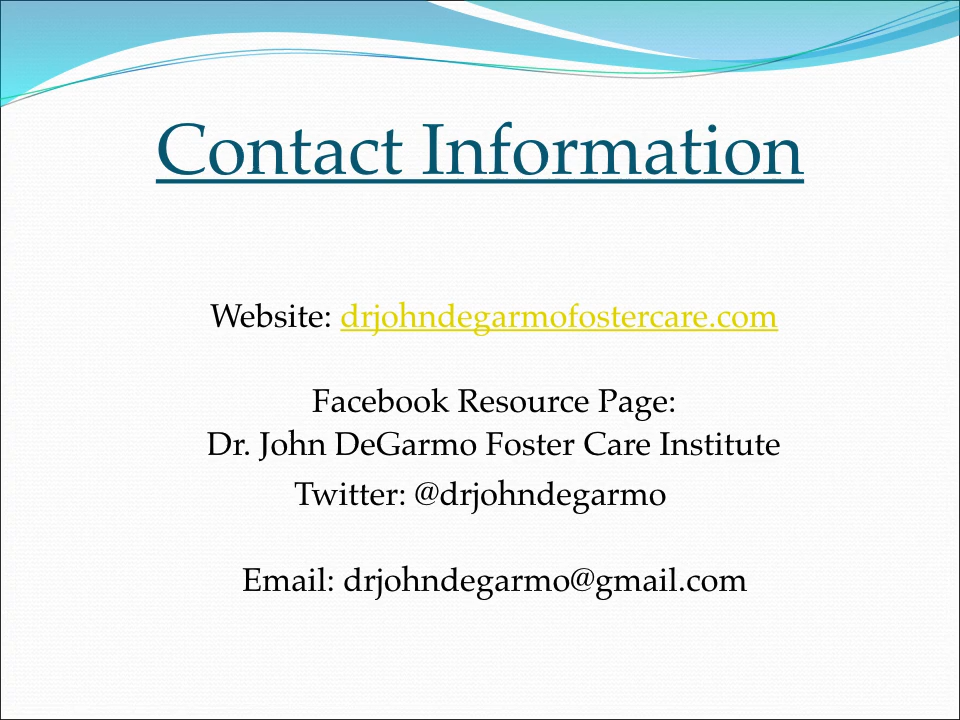 Contact Information
Website: drjohndegarmofostercare.com
Facebook Resource Page:
Dr. John DeGarmo Foster Care Institute
Twitter: @drjohndegarmo
Email: drjohndegarmo@gmail.com